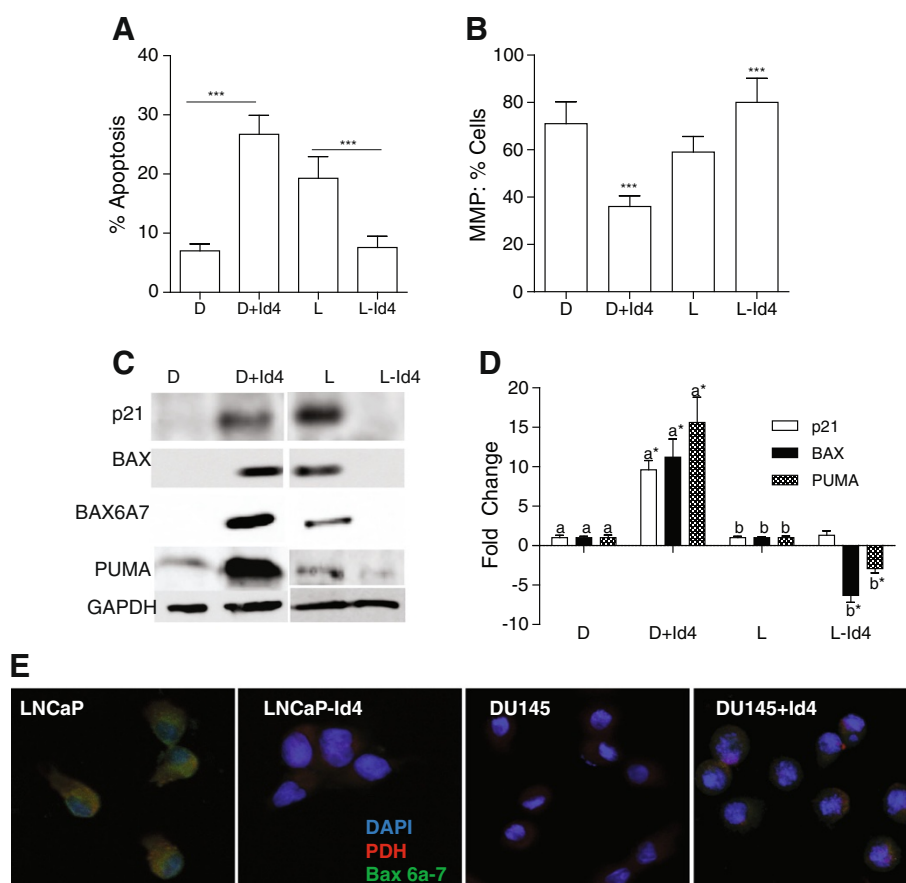 A
% Apoptosis
40
30
20
10
0
***
***
D D+Id4 L L-Id4
B
MMP: % Cells
100
80
60
40
20
0
***
***
D D+Id4 L L-Id4
C
D D+Id4 L L-Id4
p21
BAX
BAX6A7
PUMA
GAPDH
D
Fold Change
20
15
10
5
0
-5
-10
a a a
a* a* a*
b b b
b* b*
p21
BAX
PUMA
D D+Id4 L L-Id4
E
LNCaP
LNCaP-Id4
DAPI
PDH
Bax 6a-7
DU145
DU145+Id4